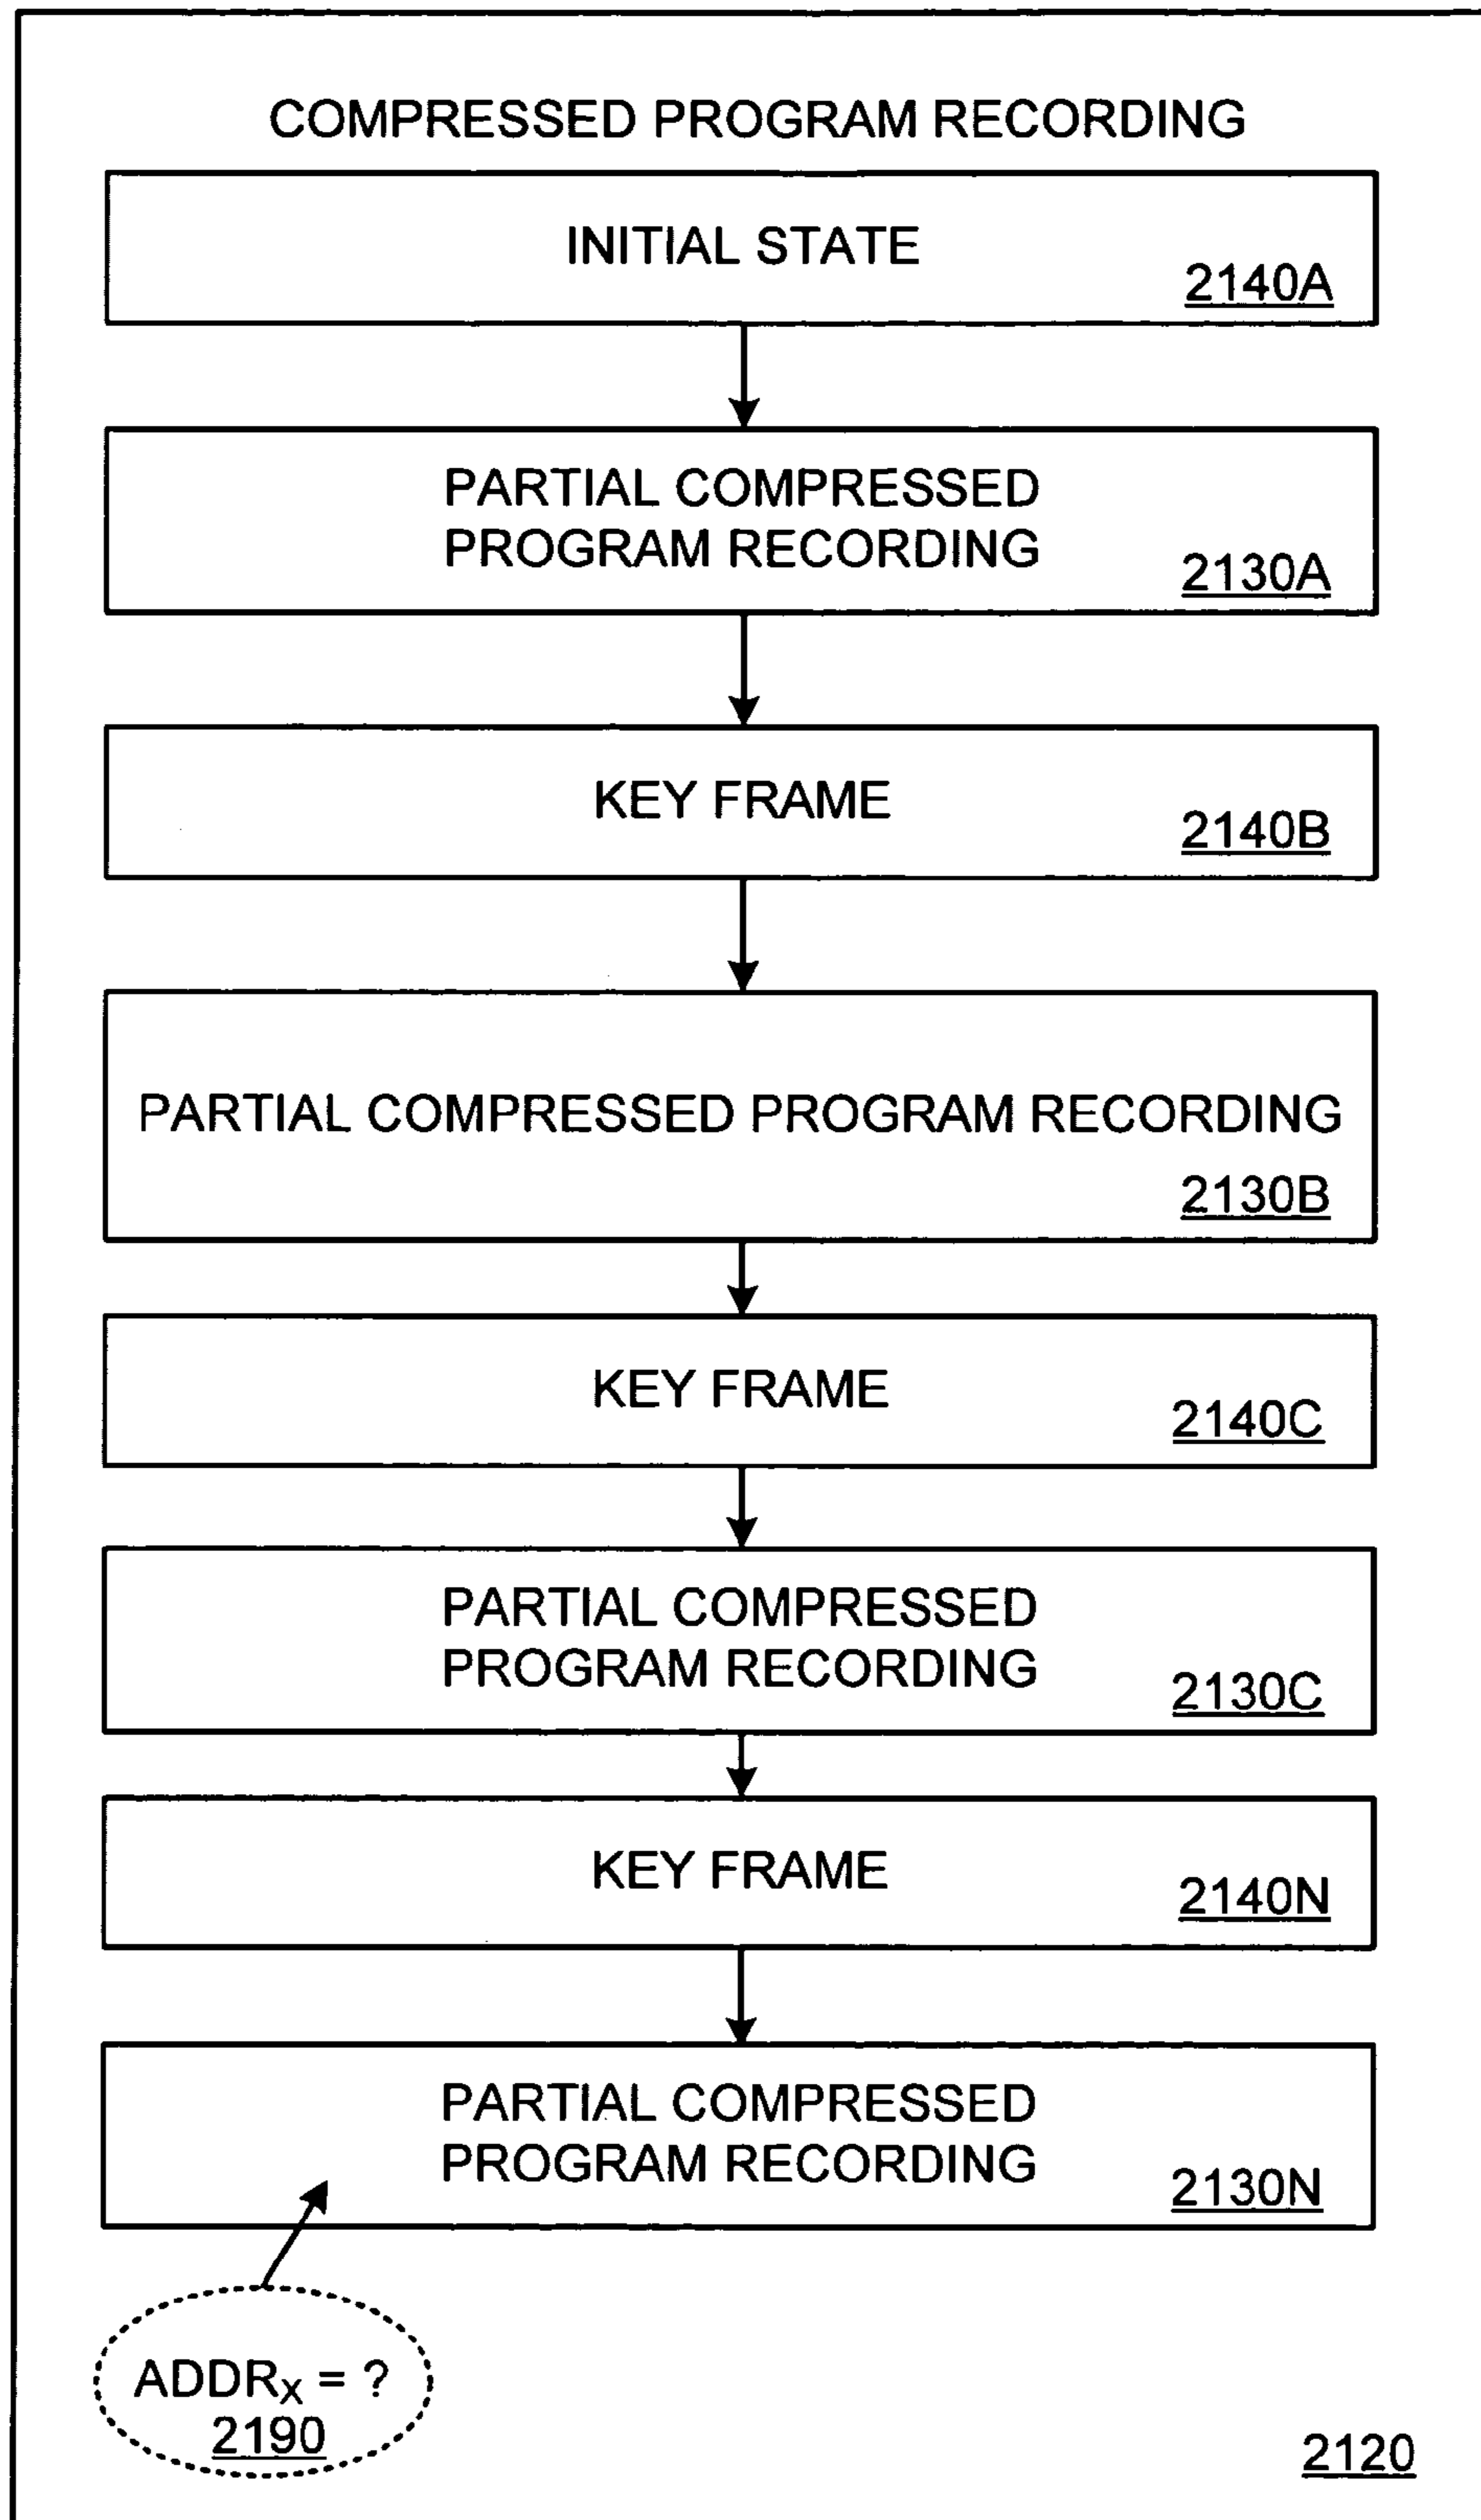 COMPRESSED PROGRAM RECORDING
INITIAL STATE
2140A
PARTIAL COMPRESSED
PROGRAM RECORDING
2130A
KEY FRAME
2140B
PARTIAL COMPRESSED PROGRAM RECORDING
2130B
KEY FRAME
2140C
PARTIAL COMPRESSED
PROGRAM RECORDING
2130C
KEY FRAME
2140N
PARTIAL COMPRESSED
PROGRAM RECORDING
2130N
ADDRX = ?
2190
2120